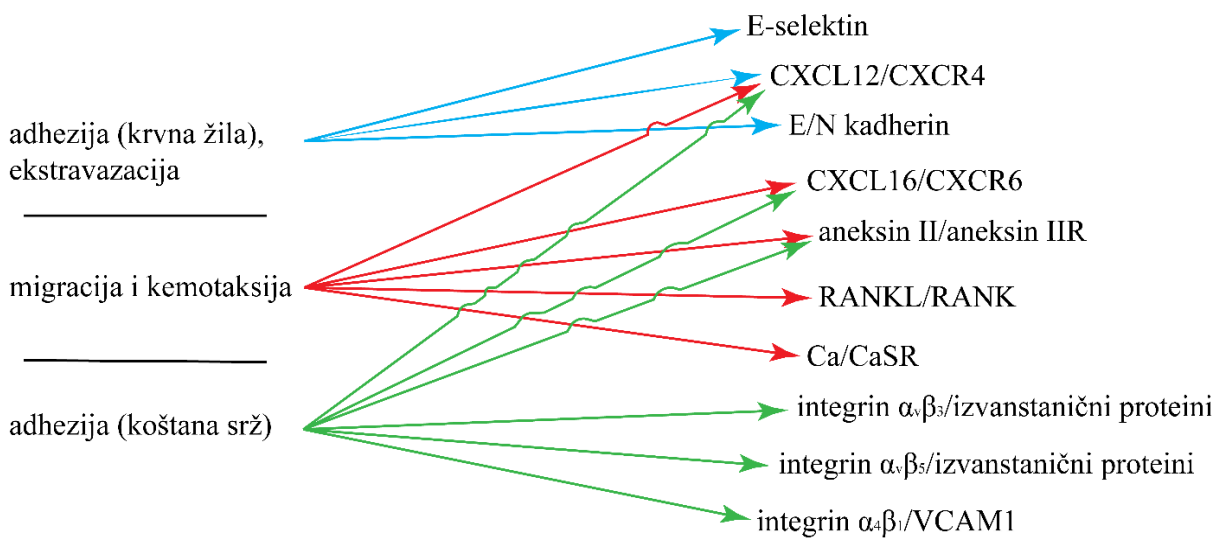 E-selektin
CXCL12/CXCR4
E/N kadherin
adhezija (krvna žila),
ekstravazacija
CXCL16/CXCR6
aneksin II/aneksin IIR
migracija i kemotaksija
RANKL/RANK
Ca/CaSR
adhezija (koštana srž)
integrin αᵥβ₃/izvanstanični proteini
integrin αᵥβ₅/izvanstanični proteini
integrin α₄β₁/VCAM1